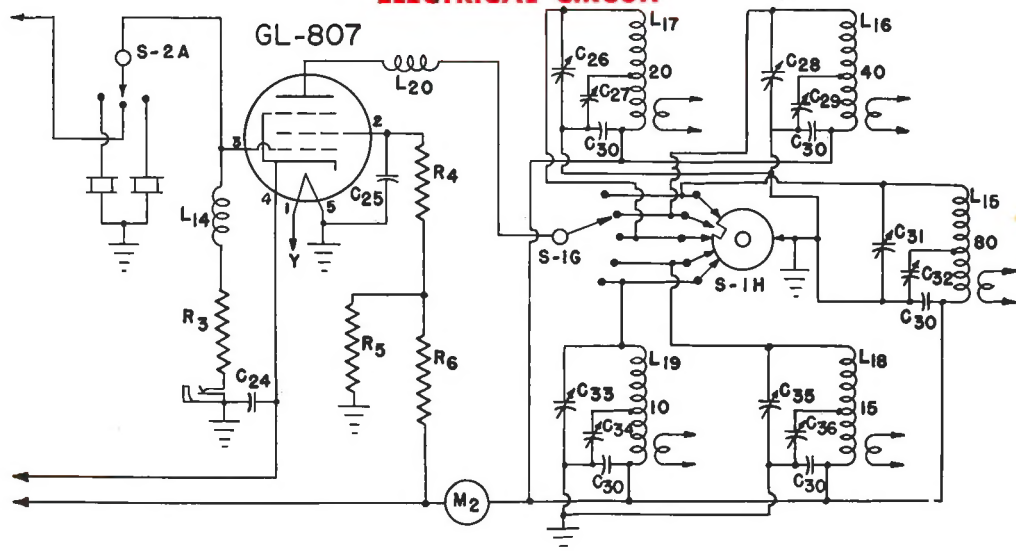 ELECTRICAL CIRCUIT
S-2A
GL-807
L20
L14
R3
C24
C25
R4
R5
R6
3
2
4
1
5
Y
M2
S-1G
S-1H
L17
C26
20
C27
C30
L16
C28
40
C29
C30
L15
C31
80
C32
C30
L19
C33
10
C34
C30
L18
C35
15
C36
C30